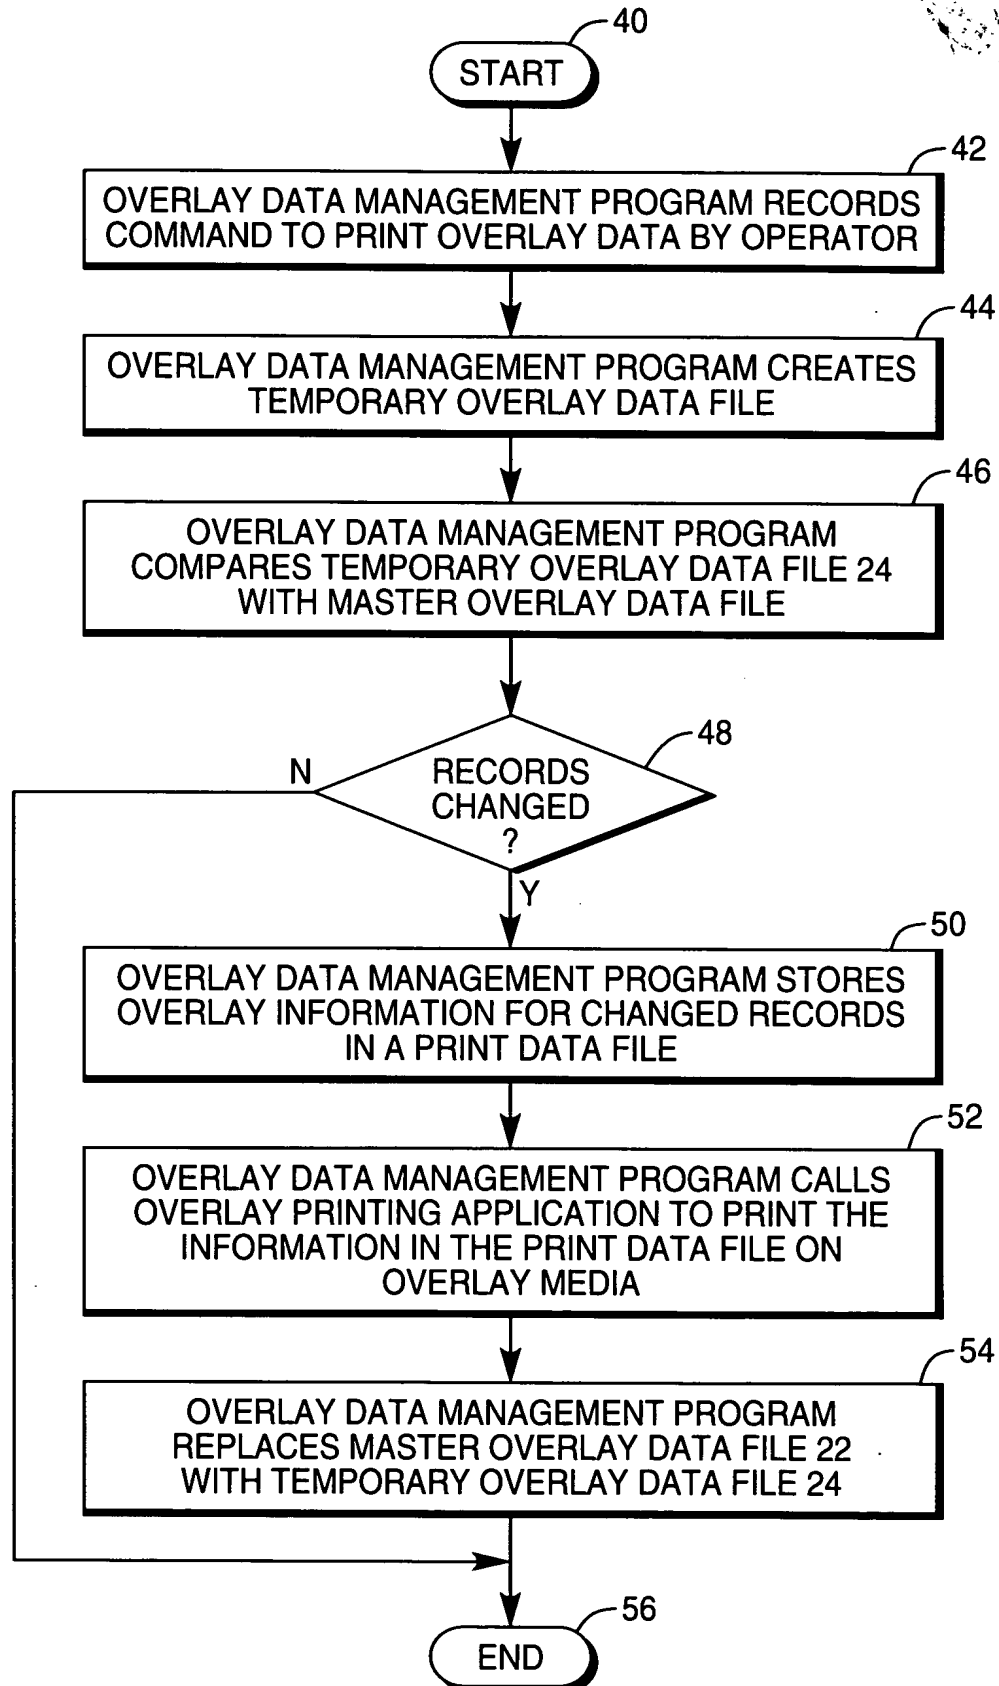 40
START
42
OVERLAY DATA MANAGEMENT PROGRAM RECORDS
COMMAND TO PRINT OVERLAY DATA BY OPERATOR
44
OVERLAY DATA MANAGEMENT PROGRAM CREATES
TEMPORARY OVERLAY DATA FILE
46
OVERLAY DATA MANAGEMENT PROGRAM
COMPARES TEMPORARY OVERLAY DATA FILE 24
WITH MASTER OVERLAY DATA FILE
48
N
RECORDS
CHANGED
?
Y
50
OVERLAY DATA MANAGEMENT PROGRAM STORES
OVERLAY INFORMATION FOR CHANGED RECORDS
IN A PRINT DATA FILE
52
OVERLAY DATA MANAGEMENT PROGRAM CALLS
OVERLAY PRINTING APPLICATION TO PRINT THE
INFORMATION IN THE PRINT DATA FILE ON
OVERLAY MEDIA
54
OVERLAY DATA MANAGEMENT PROGRAM
REPLACES MASTER OVERLAY DATA FILE 22
WITH TEMPORARY OVERLAY DATA FILE 24
56
END